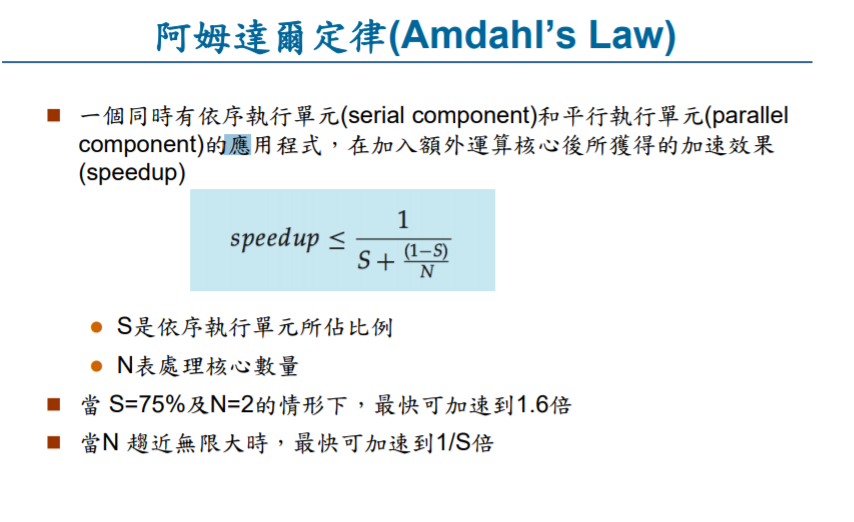 阿姆達爾定律(Amdahl's Law)
一個同時有依序執行單元(serial component)和平行執行單元(parallel
component)的應用程式，在加入額外運算核心後所獲得的加速效果
(speedup)
speedup ≤ 1 / (S + (1−S)/N)
S是依序執行單元所佔比例
N表處理核心數量
當 S=75%及N=2的情形下，最快可加速到1.6倍
當N 趨近無限大時，最快可加速到1/S倍